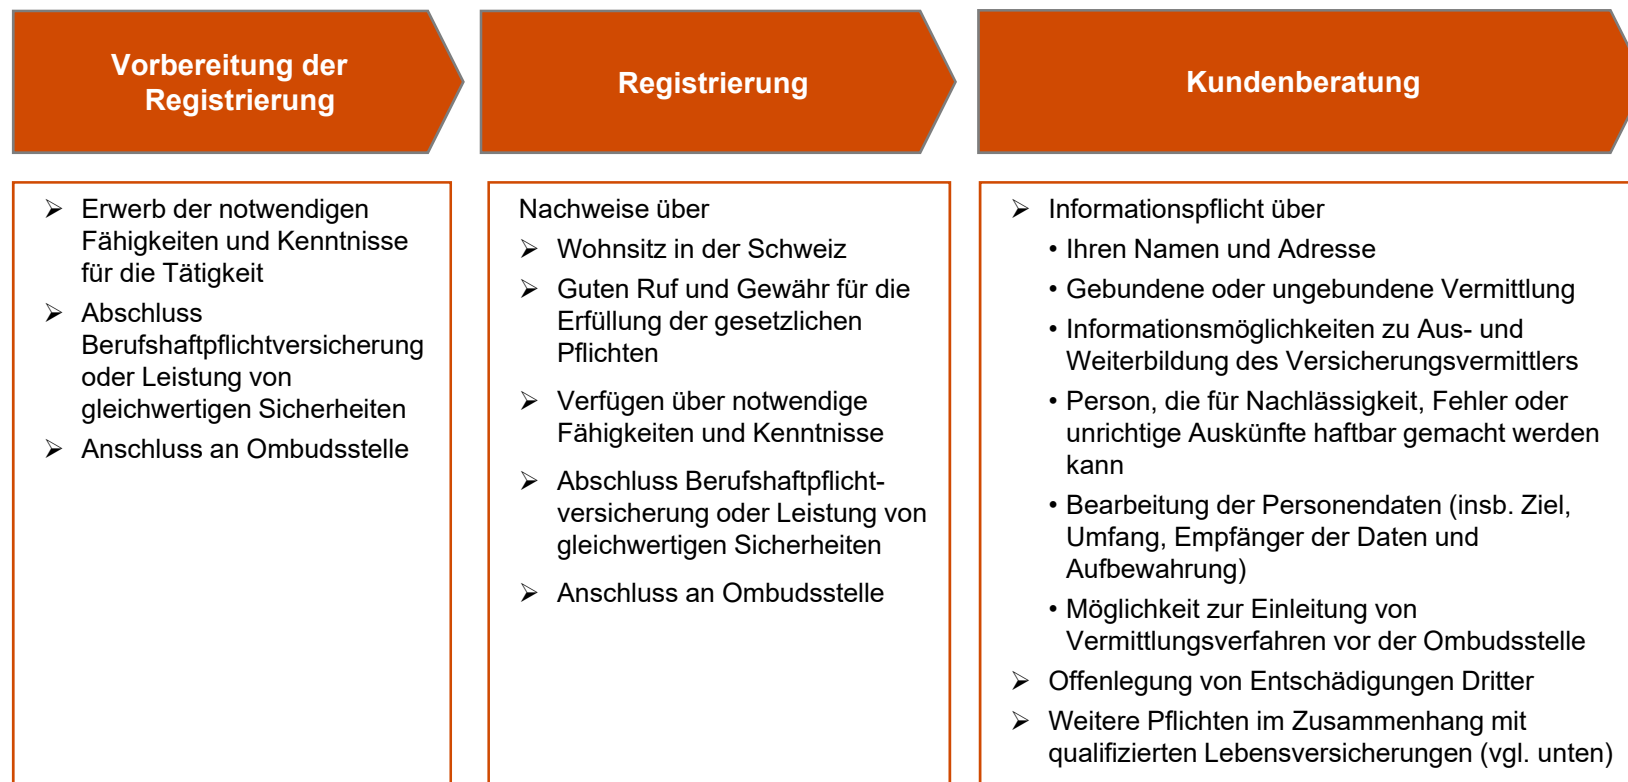 Vorbereitung der
Registrierung
Registrierung
Kundenberatung
➢ Erwerb der notwendigen
Fähigkeiten und Kenntnisse
für die Tätigkeit
➢ Abschluss
Berufshaftpflichtversicherung
oder Leistung von
gleichwertigen Sicherheiten
➢ Anschluss an Ombudsstelle
Nachweise über
➢ Wohnsitz in der Schweiz
➢ Guten Ruf und Gewähr für die
Erfüllung der gesetzlichen
Pflichten
➢ Verfügen über notwendige
Fähigkeiten und Kenntnisse
➢ Abschluss Berufshaftpflicht-
versicherung oder Leistung von
gleichwertigen Sicherheiten
➢ Anschluss an Ombudsstelle
➢ Informationspflicht über
• Ihren Namen und Adresse
• Gebundene oder ungebundene Vermittlung
• Informationsmöglichkeiten zu Aus- und
Weiterbildung des Versicherungsvermittlers
• Person, die für Nachlässigkeit, Fehler oder
unrichtige Auskünfte haftbar gemacht werden
kann
• Bearbeitung der Personendaten (insb. Ziel,
Umfang, Empfänger der Daten und
Aufbewahrung)
• Möglichkeit zur Einleitung von
Vermittlungsverfahren vor der Ombudsstelle
➢ Offenlegung von Entschädigungen Dritter
➢ Weitere Pflichten im Zusammenhang mit
qualifizierten Lebensversicherungen (vgl. unten)